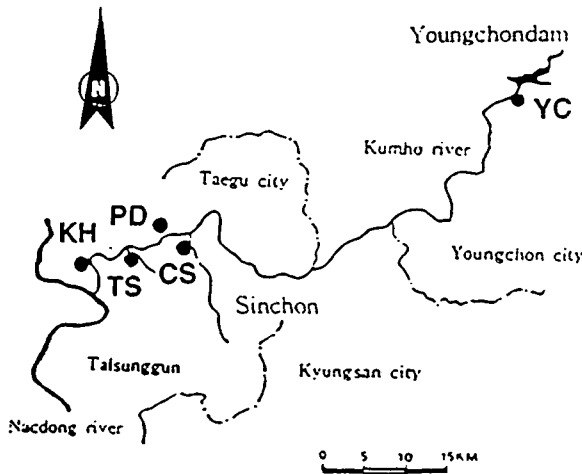 Youngchondam
N
YC
Kumho river
Taegu city
PD
KH
Youngchon city
TS
CS
Sinchon
Talsunggun
Kyungsan city
Nacdong river
0 5 10 15KM